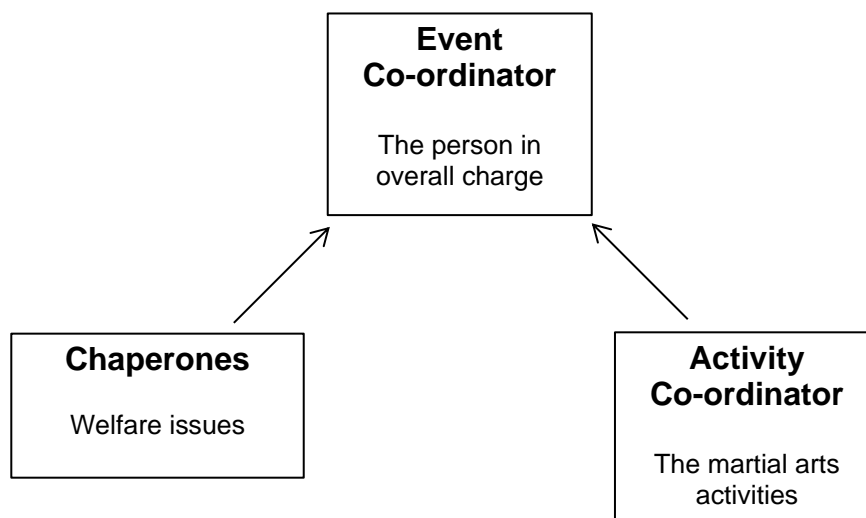 Event
Co-ordinator
The person in
overall charge
Chaperones
Welfare issues
Activity
Co-ordinator
The martial arts
activities